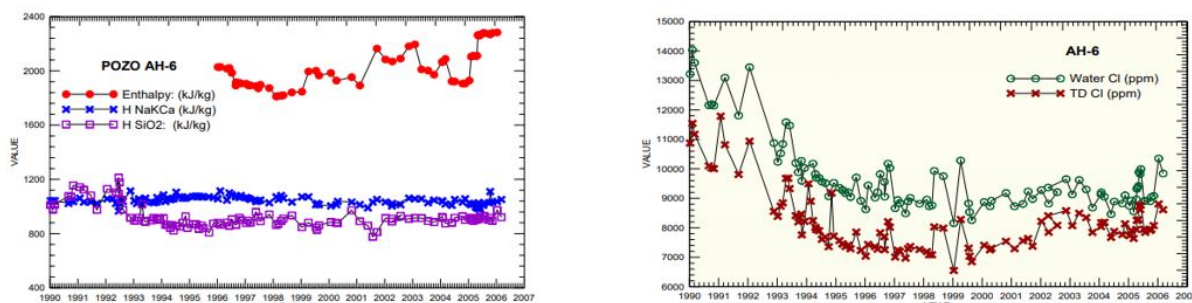 2400
2000
1600
1200
800
400
VALUE
POZO AH-6
Enthalpy: (kJ/kg)
H NaKCa (kJ/kg)
H SiO2: (kJ/kg)
1990 1991 1992 1993 1994 1995 1996 1997 1998 1999 2000 2001 2002 2003 2004 2005 2006 2007
15000
14000
13000
12000
11000
10000
9000
8000
7000
6000
VALUE
AH-6
Water Cl (ppm)
TD Cl (ppm)
1990 1991 1992 1993 1994 1995 1996 1997 1998 1999 2000 2001 2002 2003 2004 2005 2006 200